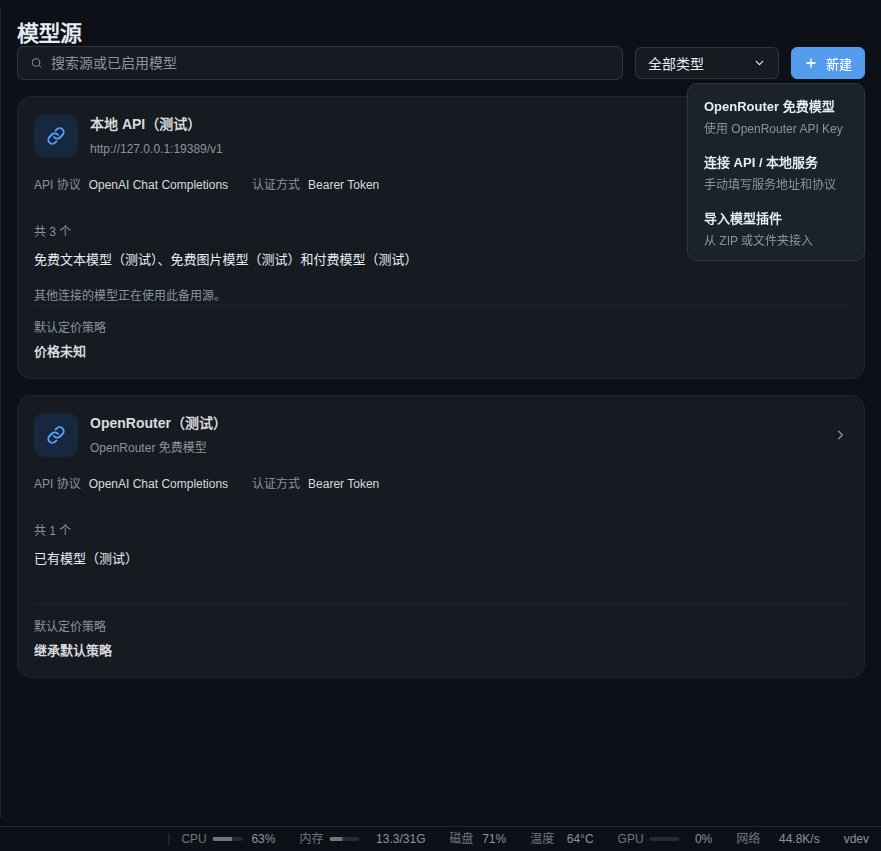 模型源
搜索源或已启用模型
全部类型
新建
OpenRouter 免费模型
使用 OpenRouter API Key
连接 API / 本地服务
手动填写服务地址和协议
导入模型插件
从 ZIP 或文件夹接入
本地 API（测试）
http://127.0.0.1:19389/v1
API 协议 OpenAI Chat Completions 认证方式 Bearer Token
共 3 个
免费文本模型（测试）、免费图片模型（测试）和付费模型（测试）
其他连接的模型正在使用此备用源。
默认定价策略
价格未知
OpenRouter（测试）
OpenRouter 免费模型
API 协议 OpenAI Chat Completions 认证方式 Bearer Token
共 1 个
已有模型（测试）
默认定价策略
继承默认策略
CPU 63% 内存 13.3/31G 磁盘 71% 温度 64°C GPU 0% 网络 44.8K/s vdev